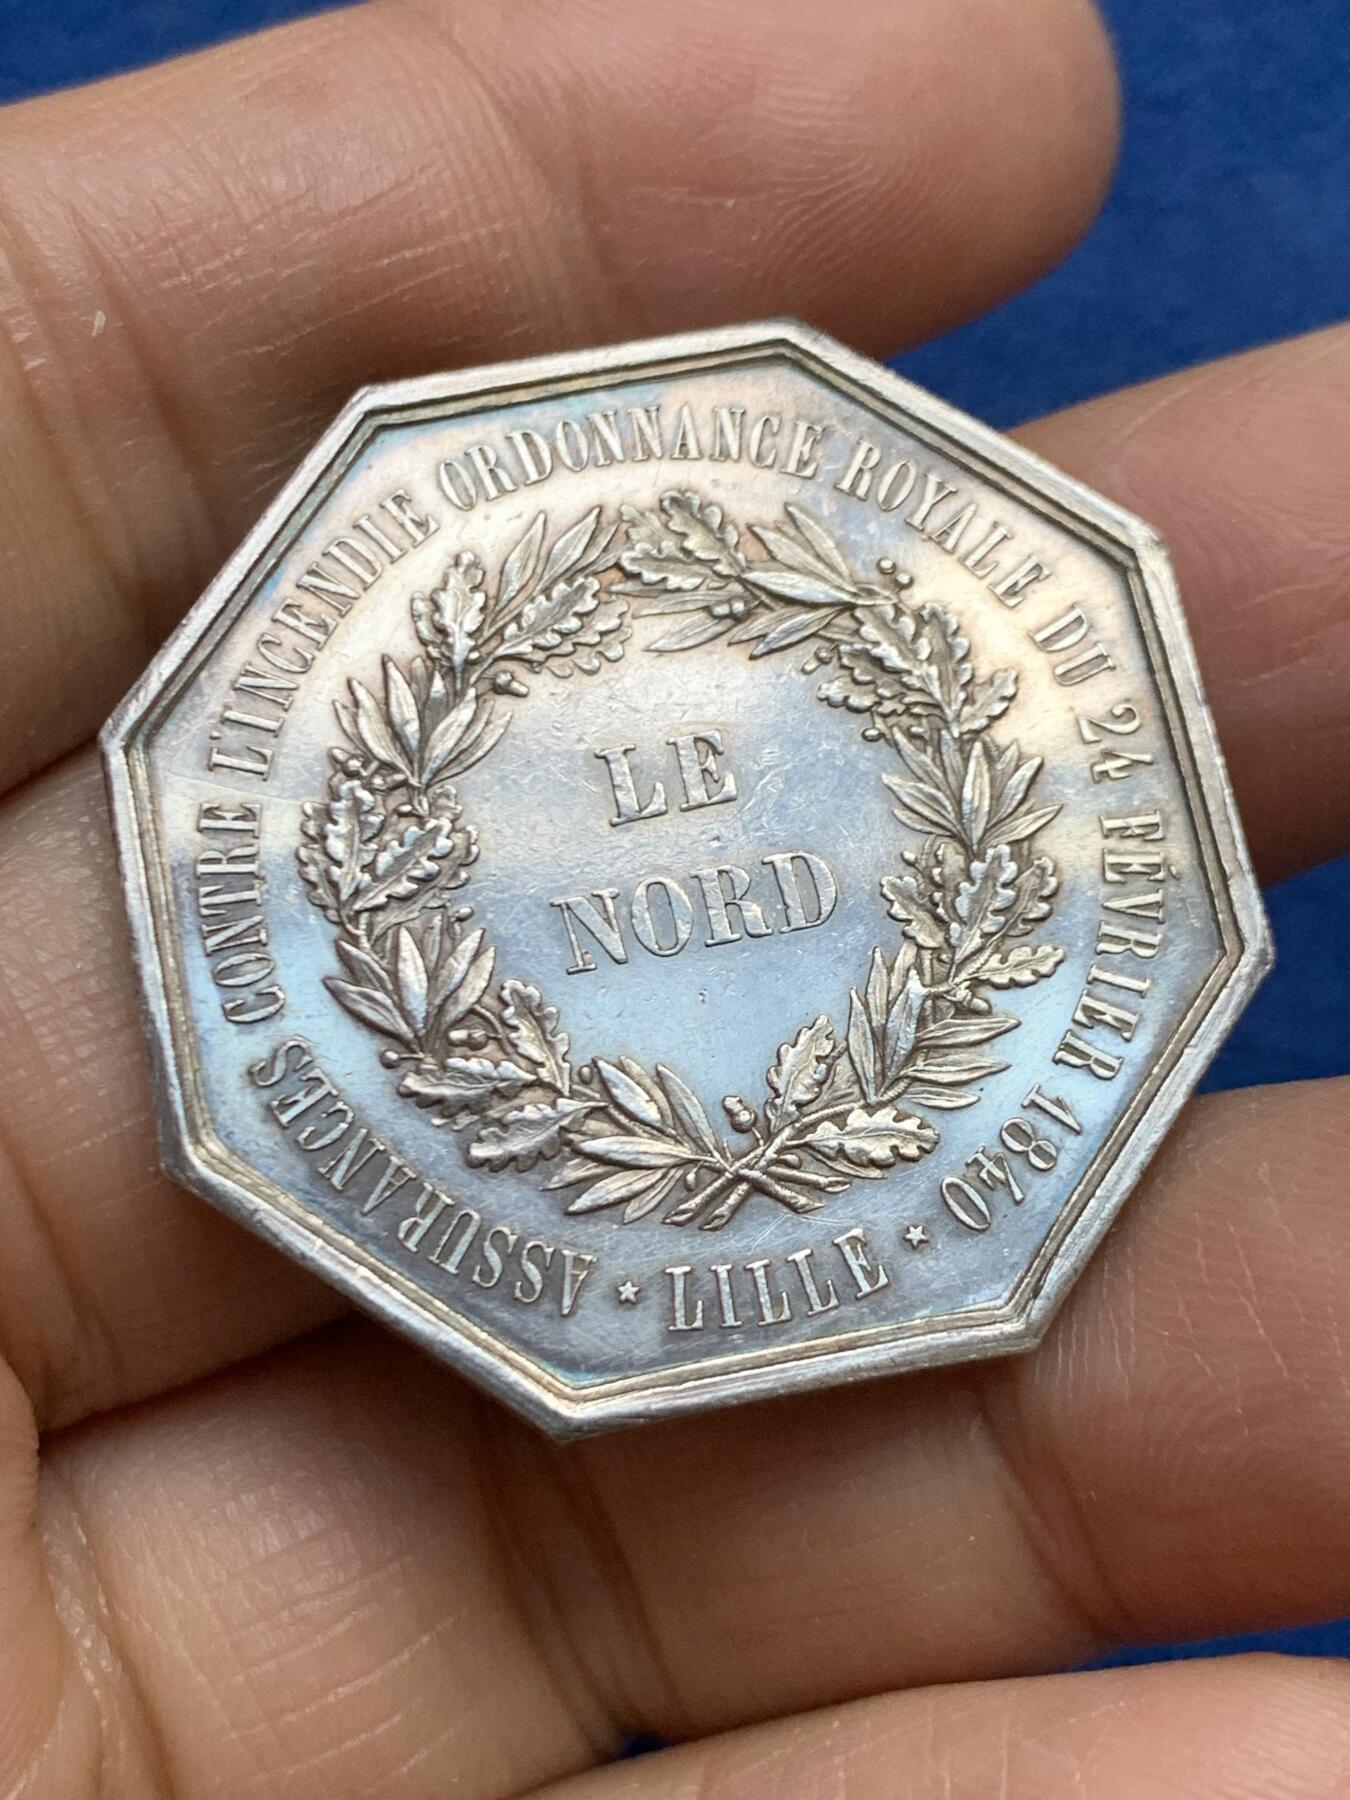 ASSURANCES CONTRE L'INCENDIE ORDONNANCE ROYALE DU 24 FÉVRIER 1840
LE
NORD
* LILLE *